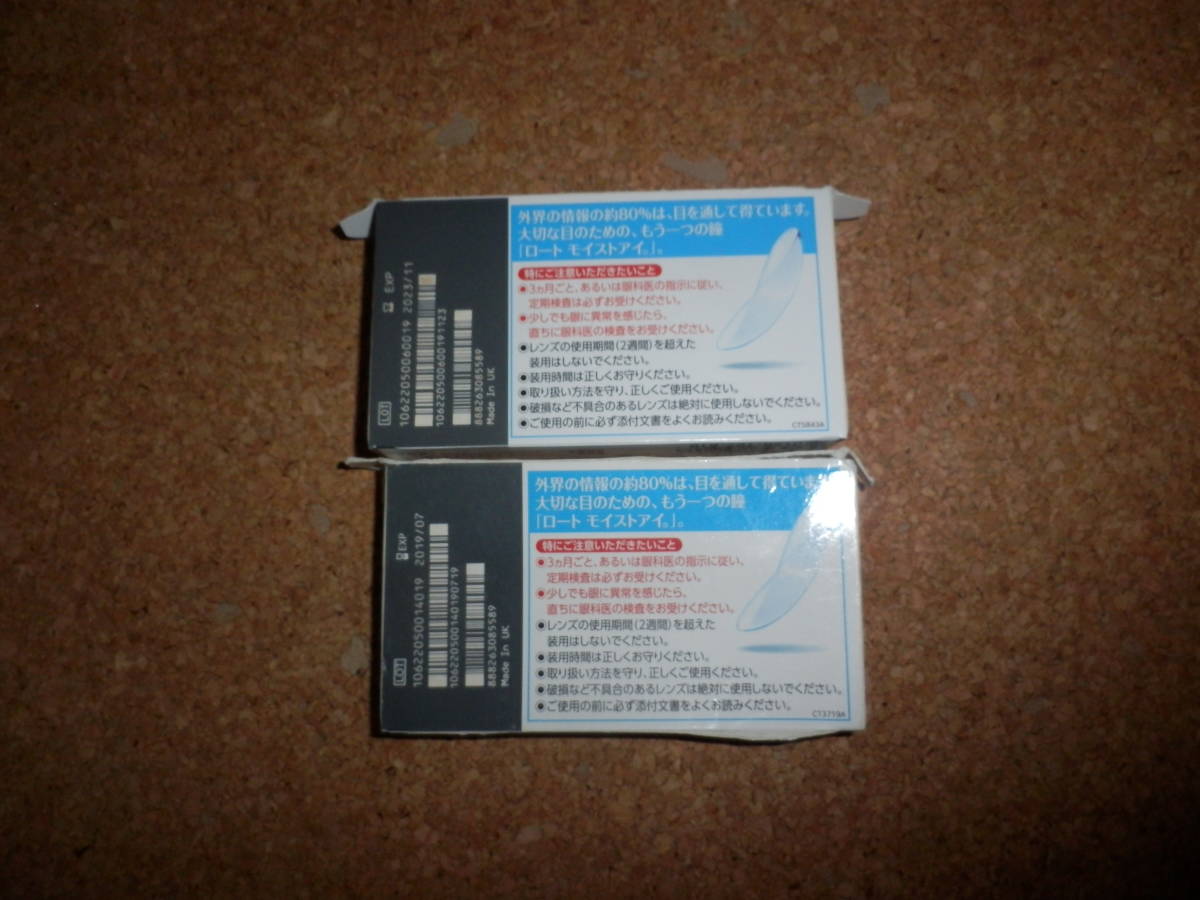 LOT
10622050060019 2023/11
EXP
10622050060019 1123
888263085589
Made In UK
外界の情報の約80%は、目を通して得ています。
大切な目のための、もう一つの瞳
「ロート モイストアイ®」。
特にご注意いただきたいこと
●3ヵ月ごと、あるいは眼科医の指示に従い、
定期検査は必ずお受けください。
●少しでも眼に異常を感じたら、
直ちに眼科医の検査をお受けください。
●レンズの使用期間(2週間)を超えた
装用はしないでください。
●装用時間は正しくお守りください。
●取り扱い方法を守り、正しくご使用ください。
●破損など不具合のあるレンズは絶対に使用しないでください。
●ご使用の前に必ず添付文書をよくお読みください。
LOT
10622050014019 2019/07
EXP
10622050014019 0719
888263085589
Made In UK
外界の情報の約80%は、目を通して得ていま
大切な目のための、もう一つの瞳
「ロート モイストアイ®」。
特にご注意いただきたいこと
●3ヵ月ごと、あるいは眼科医の指示に従い、
定期検査は必ずお受けください。
●少しでも眼に異常を感じたら、
直ちに眼科医の検査をお受けください。
●レンズの使用期間(2週間)を超えた
装用はしないでください。
●装用時間は正しくお守りください。
●取り扱い方法を守り、正しくご使用ください。
●破損など不具合のあるレンズは絶対に使用しないでください。
●ご使用の前に必ず添付文書をよくお読みください。
CT3719A